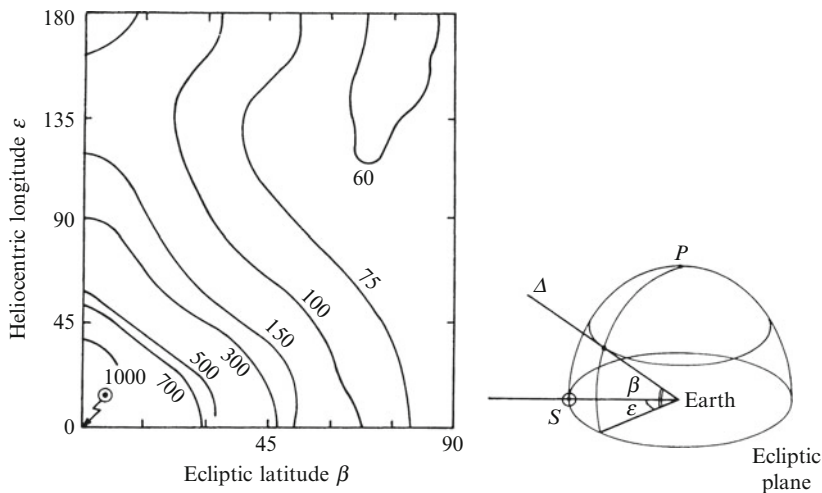 180
135
90
45
0
Heliocentric longitude ε
60
75
100
150
300
500
700
1000
45
90
Ecliptic latitude β
P
Δ
β
ε
Earth
S
Ecliptic
plane